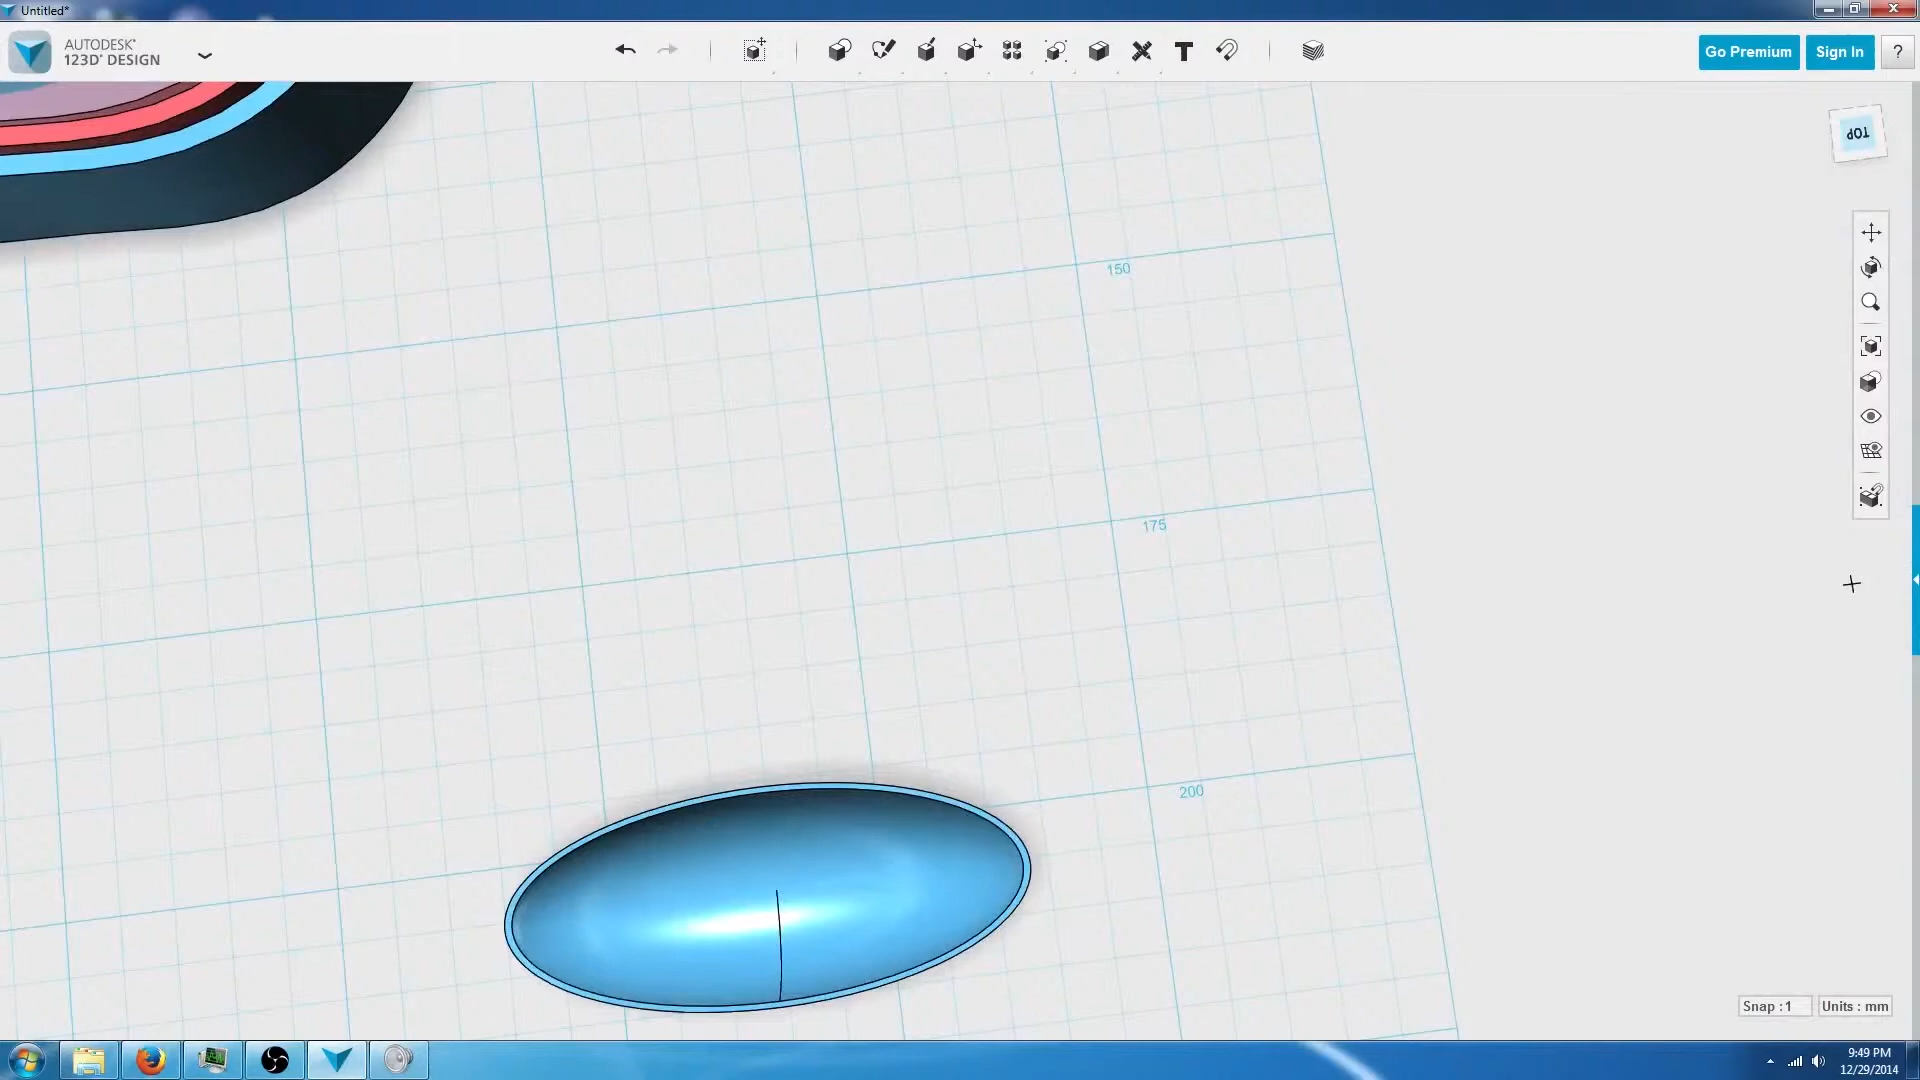 Untitled*
AUTODESK®
123D® DESIGN
T
Go Premium
Sign In
?
TOP
150
175
200
Snap : 1
Units : mm
9:49 PM
12/29/2014